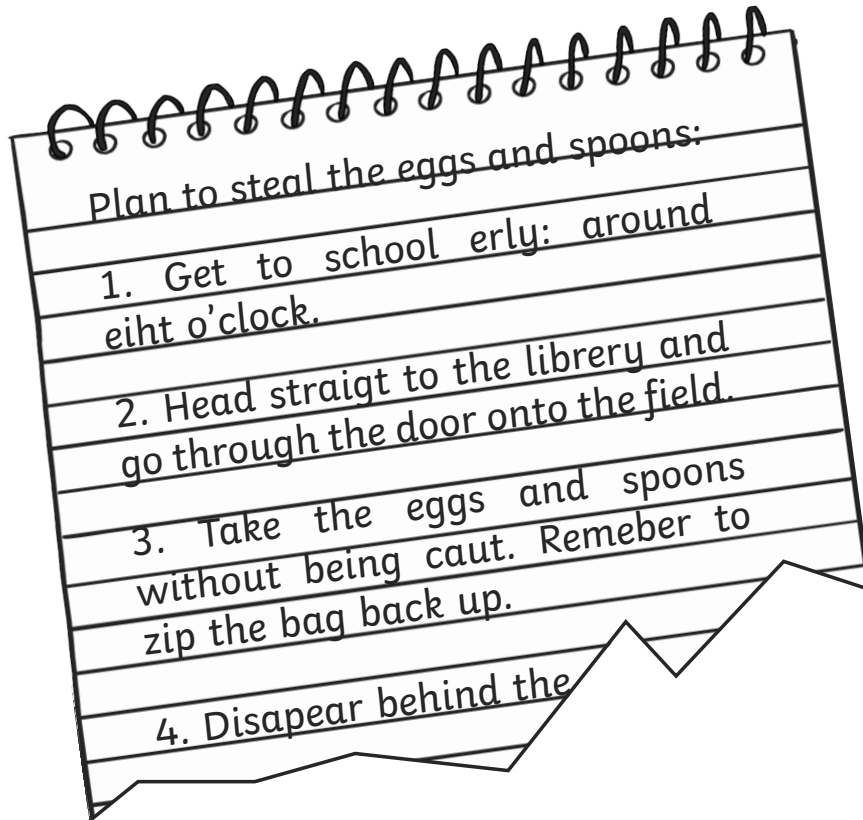 Plan to steal the eggs and spoons:
1. Get to school erly: around
eiht o’clock.
2. Head straigt to the librery and
go through the door onto the field.
3. Take the eggs and spoons
without being caut. Remeber to
zip the bag back up.
4. Disapear behind the